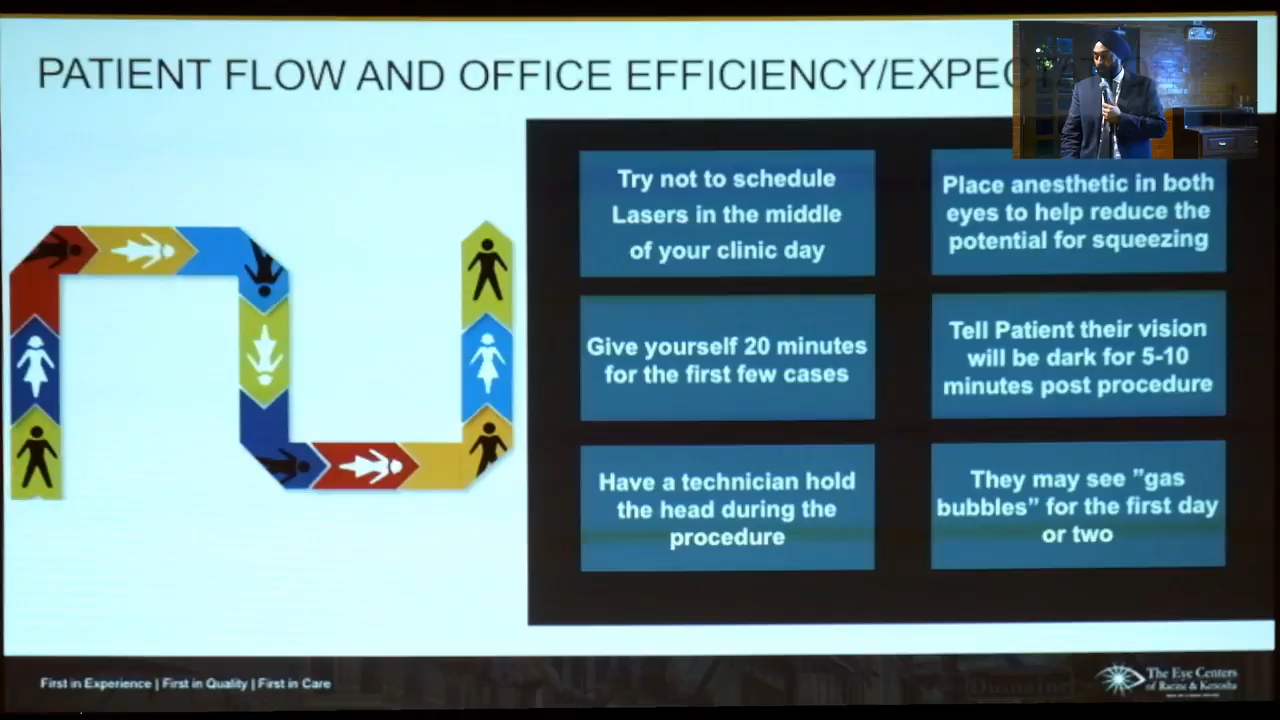 PATIENT FLOW AND OFFICE EFFICIENCY/EXPEC
Try not to schedule
Lasers in the middle
of your clinic day
Place anesthetic in both
eyes to help reduce the
potential for squeezing
Give yourself 20 minutes
for the first few cases
Tell Patient their vision
will be dark for 5-10
minutes post procedure
Have a technician hold
the head during the
procedure
They may see ”gas
bubbles” for the first day
or two
First in Experience | First in Quality | First in Care
The Eye Centers
of Racine & Kenosha